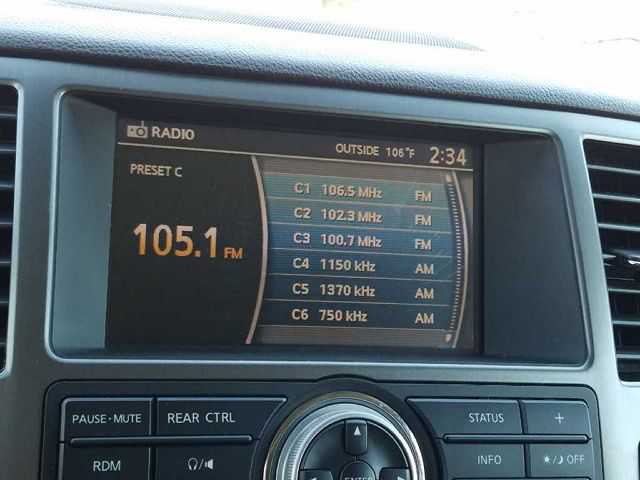 RADIO
OUTSIDE 106°F 2:34
PRESET C
105.1 FM
C1 106.5 MHz FM
C2 102.3 MHz FM
C3 100.7 MHz FM
C4 1150 kHz AM
C5 1370 kHz AM
C6 750 kHz AM
PAUSE·MUTE REAR CTRL STATUS +
RDM ENTER INFO OFF